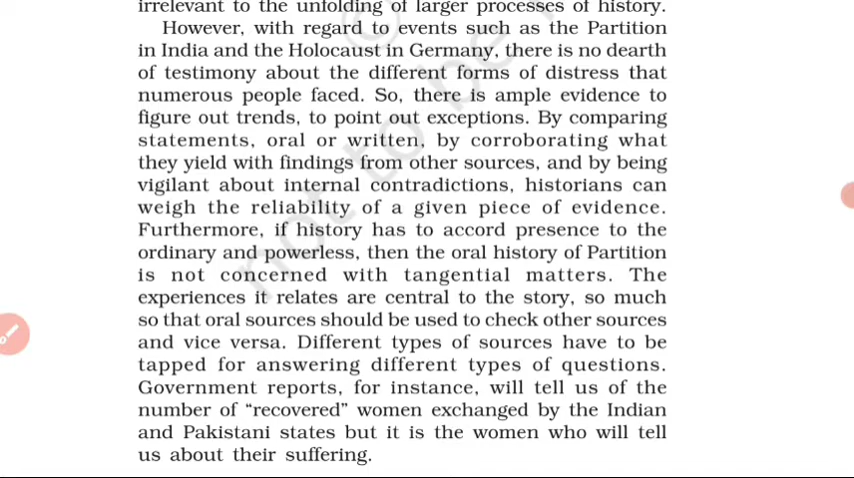 irrelevant to the unfolding of larger processes of history.
However, with regard to events such as the Partition
in India and the Holocaust in Germany, there is no dearth
of testimony about the different forms of distress that
numerous people faced. So, there is ample evidence to
figure out trends, to point out exceptions. By comparing
statements, oral or written, by corroborating what
they yield with findings from other sources, and by being
vigilant about internal contradictions, historians can
weigh the reliability of a given piece of evidence.
Furthermore, if history has to accord presence to the
ordinary and powerless, then the oral history of Partition
is not concerned with tangential matters. The
experiences it relates are central to the story, so much
so that oral sources should be used to check other sources
and vice versa. Different types of sources have to be
tapped for answering different types of questions.
Government reports, for instance, will tell us of the
number of “recovered” women exchanged by the Indian
and Pakistani states but it is the women who will tell
us about their suffering.
© not to be r